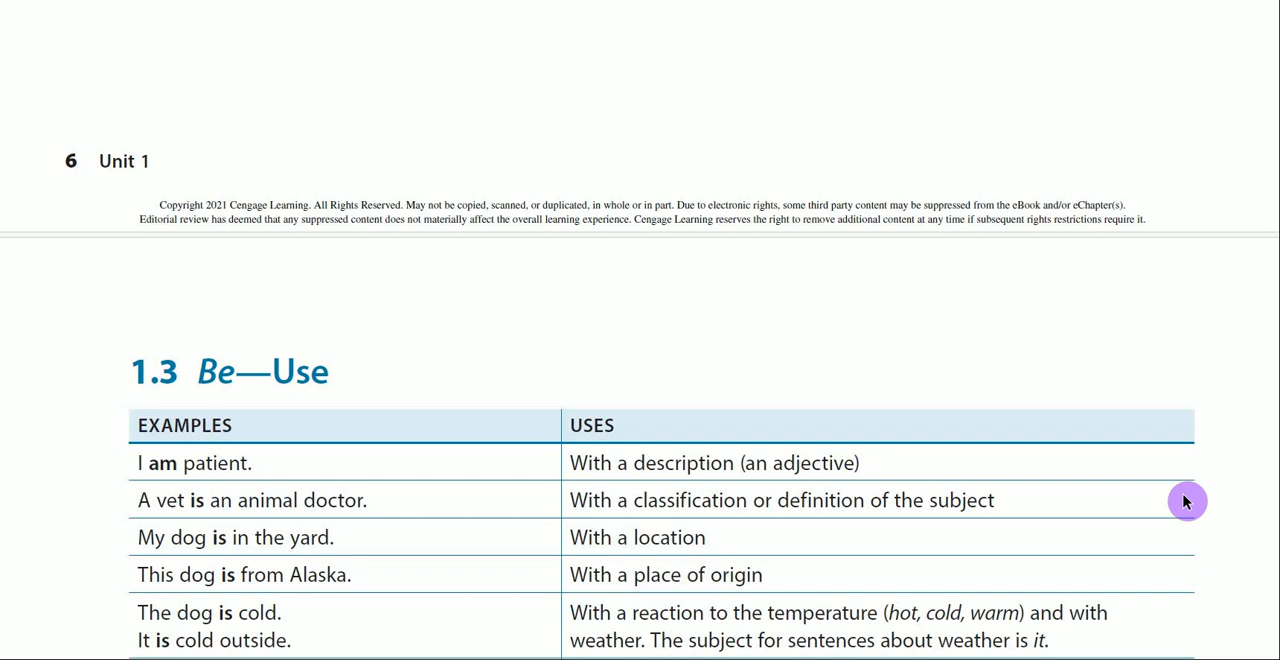 6 Unit 1
Copyright 2021 Cengage Learning. All Rights Reserved. May not be copied, scanned, or duplicated, in whole or in part. Due to electronic rights, some third party content may be suppressed from the eBook and/or eChapter(s).
Editorial review has deemed that any suppressed content does not materially affect the overall learning experience. Cengage Learning reserves the right to remove additional content at any time if subsequent rights restrictions require it.
1.3 Be—Use
EXAMPLES USES
I am patient. With a description (an adjective)
A vet is an animal doctor. With a classification or definition of the subject
My dog is in the yard. With a location
This dog is from Alaska. With a place of origin
The dog is cold. With a reaction to the temperature (hot, cold, warm) and with
It is cold outside. weather. The subject for sentences about weather is it.